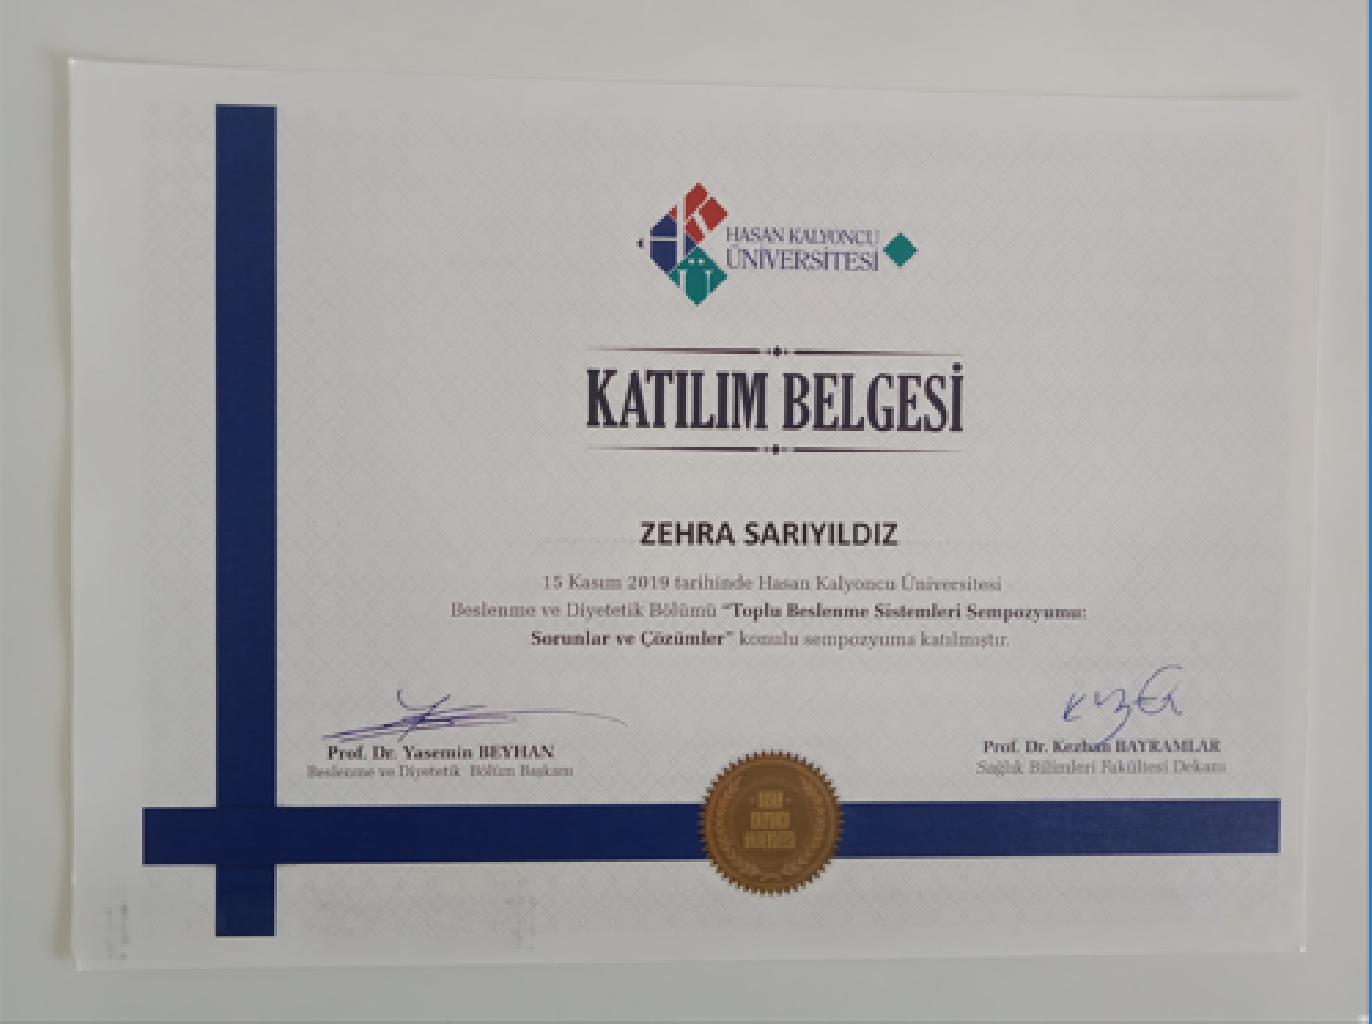 HASAN KALYONCU
ÜNİVERSİTESİ
KATILIM BELGESİ
ZEHRA SARIYILDIZ
15 Kasım 2019 tarihinde Hasan Kalyoncu Üniversitesi
Beslenme ve Diyetetik Bölümü “Toplu Beslenme Sistemleri Sempozyumu:
Sorunlar ve Çözümler” konulu sempozyuma katılmıştır.
Prof. Dr. Yasemin BEYHAN
Beslenme ve Diyetetik Bölüm Başkanı
Prof. Dr. Kezban BAYRAMLAR
Sağlık Bilimleri Fakültesi Dekanı